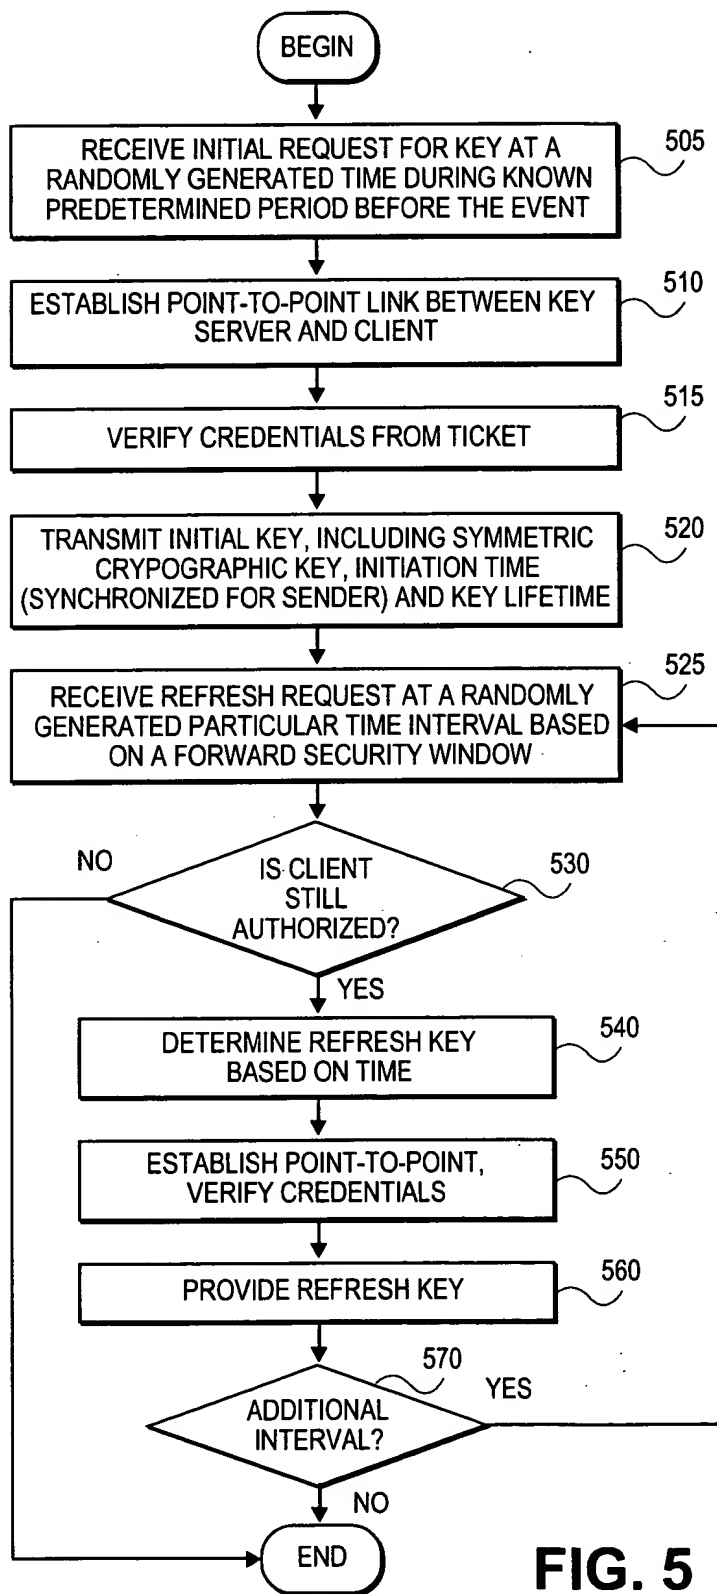 BEGIN
RECEIVE INITIAL REQUEST FOR KEY AT A
RANDOMLY GENERATED TIME DURING KNOWN
PREDETERMINED PERIOD BEFORE THE EVENT
505
ESTABLISH POINT-TO-POINT LINK BETWEEN KEY
SERVER AND CLIENT
510
VERIFY CREDENTIALS FROM TICKET
515
TRANSMIT INITIAL KEY, INCLUDING SYMMETRIC
CRYPOGRAPHIC KEY, INITIATION TIME
(SYNCHRONIZED FOR SENDER) AND KEY LIFETIME
520
RECEIVE REFRESH REQUEST AT A RANDOMLY
GENERATED PARTICULAR TIME INTERVAL BASED
ON A FORWARD SECURITY WINDOW
525
NO
IS CLIENT
STILL
AUTHORIZED?
530
YES
DETERMINE REFRESH KEY
BASED ON TIME
540
ESTABLISH POINT-TO-POINT,
VERIFY CREDENTIALS
550
PROVIDE REFRESH KEY
560
ADDITIONAL
INTERVAL?
570
YES
NO
END
FIG. 5